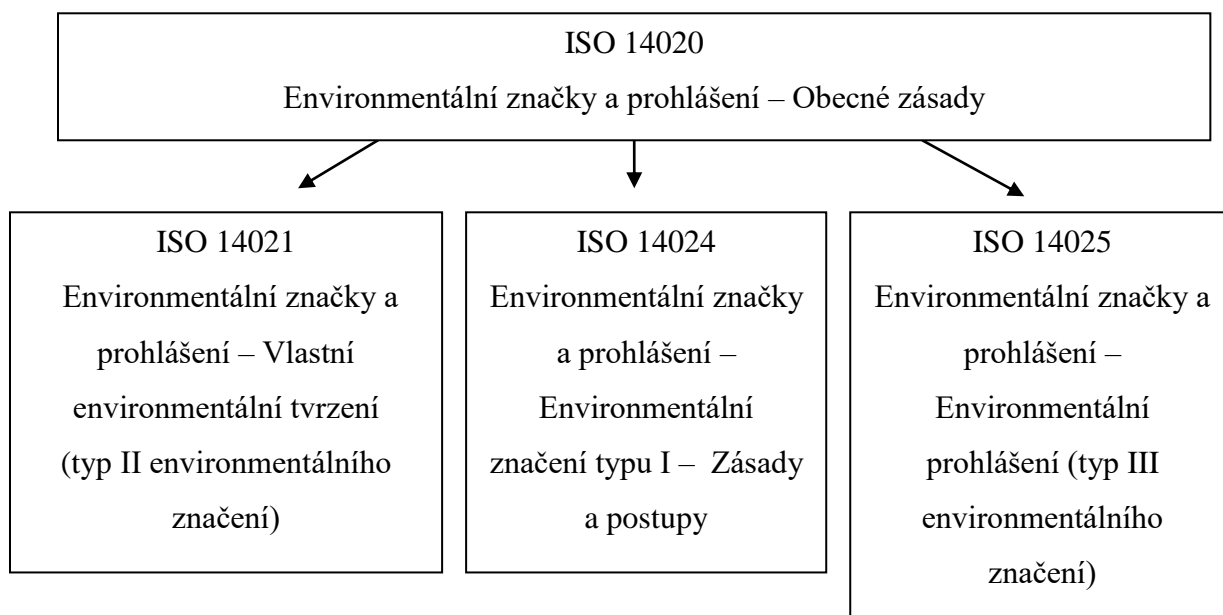 ISO 14020
Environmentální značky a prohlášení – Obecné zásady
ISO 14021
Environmentální značky a
prohlášení – Vlastní
environmentální tvrzení
(typ II environmentálního
značení)
ISO 14024
Environmentální značky
a prohlášení –
Environmentální
značení typu I – Zásady
a postupy
ISO 14025
Environmentální značky a
prohlášení –
Environmentální
prohlášení (typ III
environmentálního
značení)